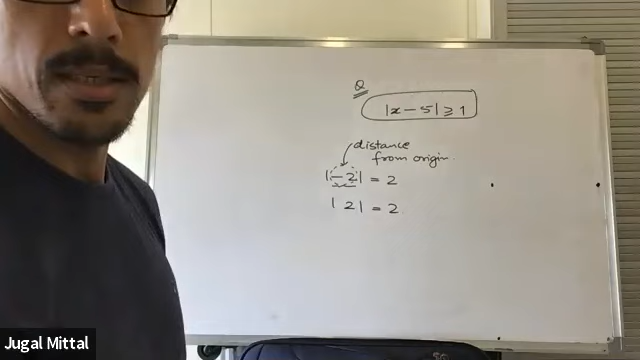 Q
|x-5| ≥ 1
distance
from origin.
|-2| = 2
|2| = 2
Jugal Mittal